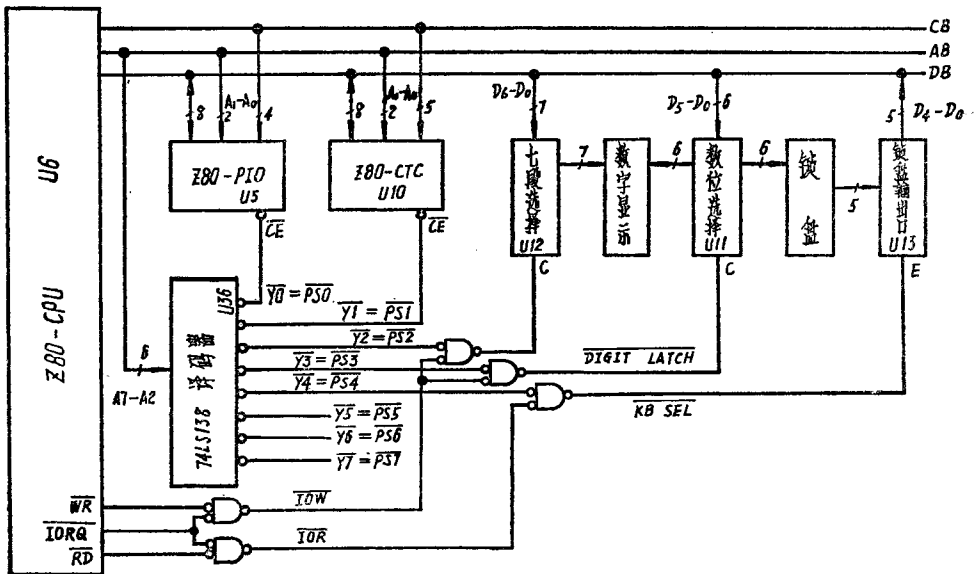 CB
AB
DB
U6
Z80-CPU
8
A₁-A₀
2
4
8
A₁-A₀
2
5
D6-D0
7
D5-D0
6
5
D4-D0
Z80-PIO
U5
Z80-CTC
U10
七段选择
U12
7
数字显示
6
数位选择
U11
6
锁盘
5
锁盘输出口
U13
CE
CE
C
C
E
U36
译码器
74LS138
6
A7-A2
Y0=PS0
Y1=PS1
Y2=PS2
Y3=PS3
Y4=PS4
Y5=PS5
Y6=PS6
Y7=PS7
DIGIT LATCH
KB SEL
WR
IORQ
RD
IOW
IOR